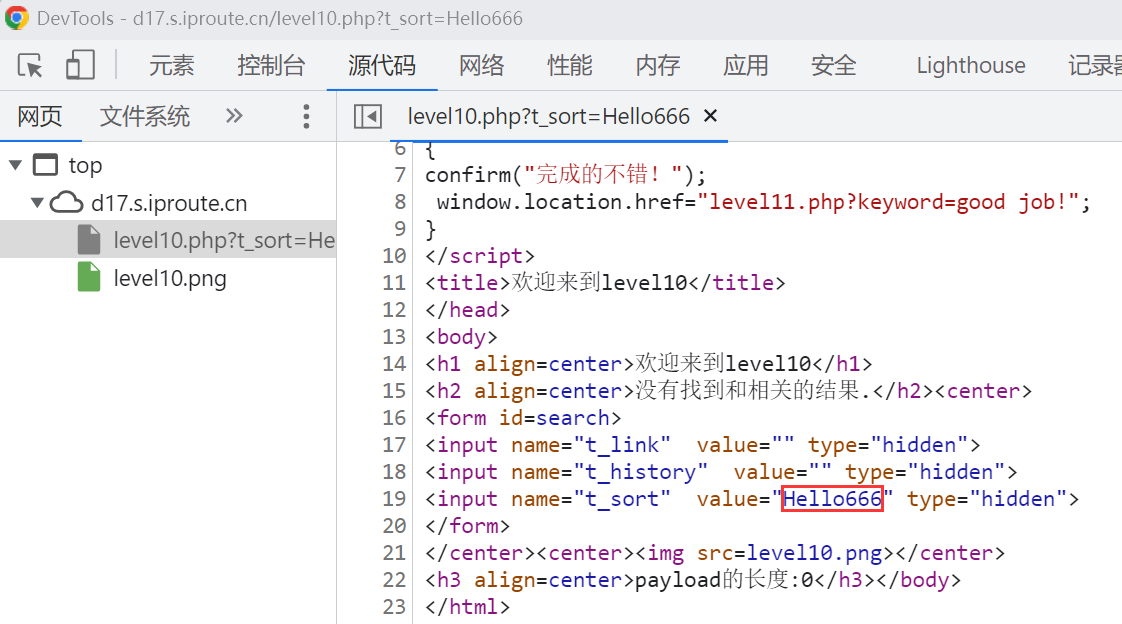 DevTools - d17.s.iproute.cn/level10.php?t_sort=Hello666
元素 控制台 源代码 网络 性能 内存 应用 安全 Lighthouse 记录器
网页 文件系统 » level10.php?t_sort=Hello666 ×
top
d17.s.iproute.cn
level10.php?t_sort=He
level10.png
6 {
7 confirm("完成的不错！");
8  window.location.href="level11.php?keyword=good job!";
9 }
10 </script>
11 <title>欢迎来到level10</title>
12 </head>
13 <body>
14 <h1 align=center>欢迎来到level10</h1>
15 <h2 align=center>没有找到和相关的结果.</h2><center>
16 <form id=search>
17 <input name="t_link"  value="" type="hidden">
18 <input name="t_history"  value="" type="hidden">
19 <input name="t_sort"  value="Hello666" type="hidden">
20 </form>
21 </center><center><img src=level10.png></center>
22 <h3 align=center>payload的长度:0</h3></body>
23 </html>